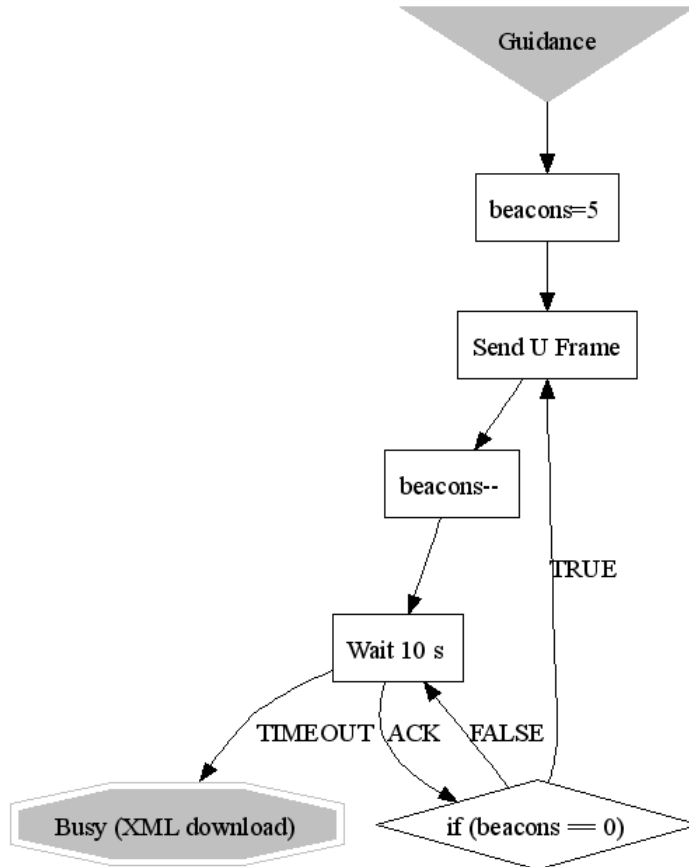 Guidance
beacons=5
Send U Frame
beacons--
TRUE
Wait 10 s
TIMEOUT
ACK
FALSE
Busy (XML download)
if (beacons == 0)